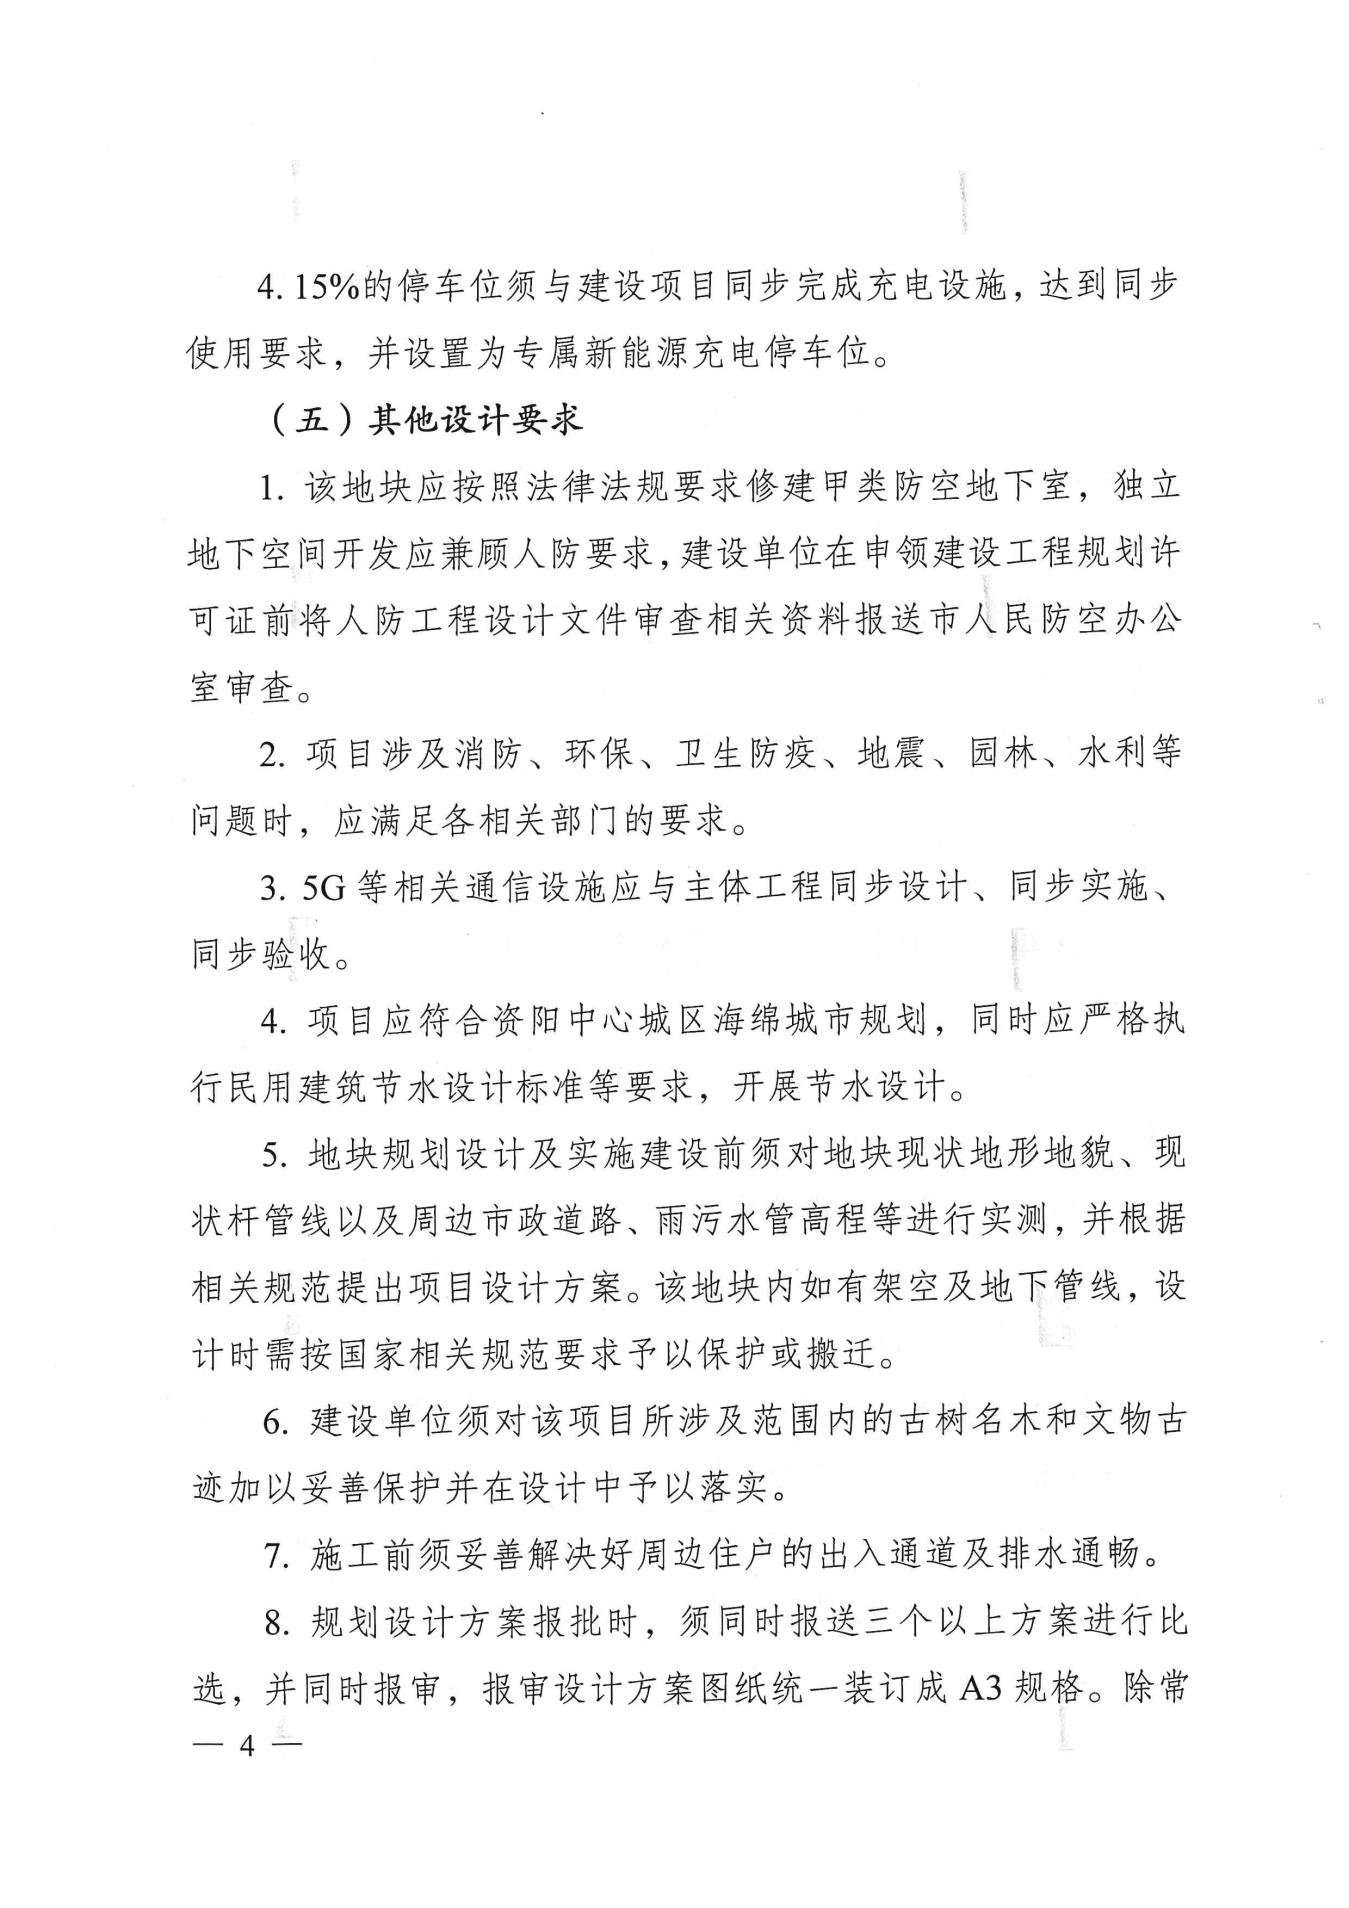 4. 15%的停车位须与建设项目同步完成充电设施，达到同步
使用要求，并设置为专属新能源充电停车位。
（五）其他设计要求
1. 该地块应按照法律法规要求修建甲类防空地下室，独立
地下空间开发应兼顾人防要求，建设单位在申领建设工程规划许
可证前将人防工程设计文件审查相关资料报送市人民防空办公
室审查。
2. 项目涉及消防、环保、卫生防疫、地震、园林、水利等
问题时，应满足各相关部门的要求。
3. 5G 等相关通信设施应与主体工程同步设计、同步实施、
同步验收。
4. 项目应符合资阳中心城区海绵城市规划，同时应严格执
行民用建筑节水设计标准等要求，开展节水设计。
5. 地块规划设计及实施建设前须对地块现状地形地貌、现
状杆管线以及周边市政道路、雨污水管高程等进行实测，并根据
相关规范提出项目设计方案。该地块内如有架空及地下管线，设
计时需按国家相关规范要求予以保护或搬迁。
6. 建设单位须对该项目所涉及范围内的古树名木和文物古
迹加以妥善保护并在设计中予以落实。
7. 施工前须妥善解决好周边住户的出入通道及排水通畅。
8. 规划设计方案报批时，须同时报送三个以上方案进行比
选，并同时报审，报审设计方案图纸统一装订成 A3 规格。除常
— 4 —